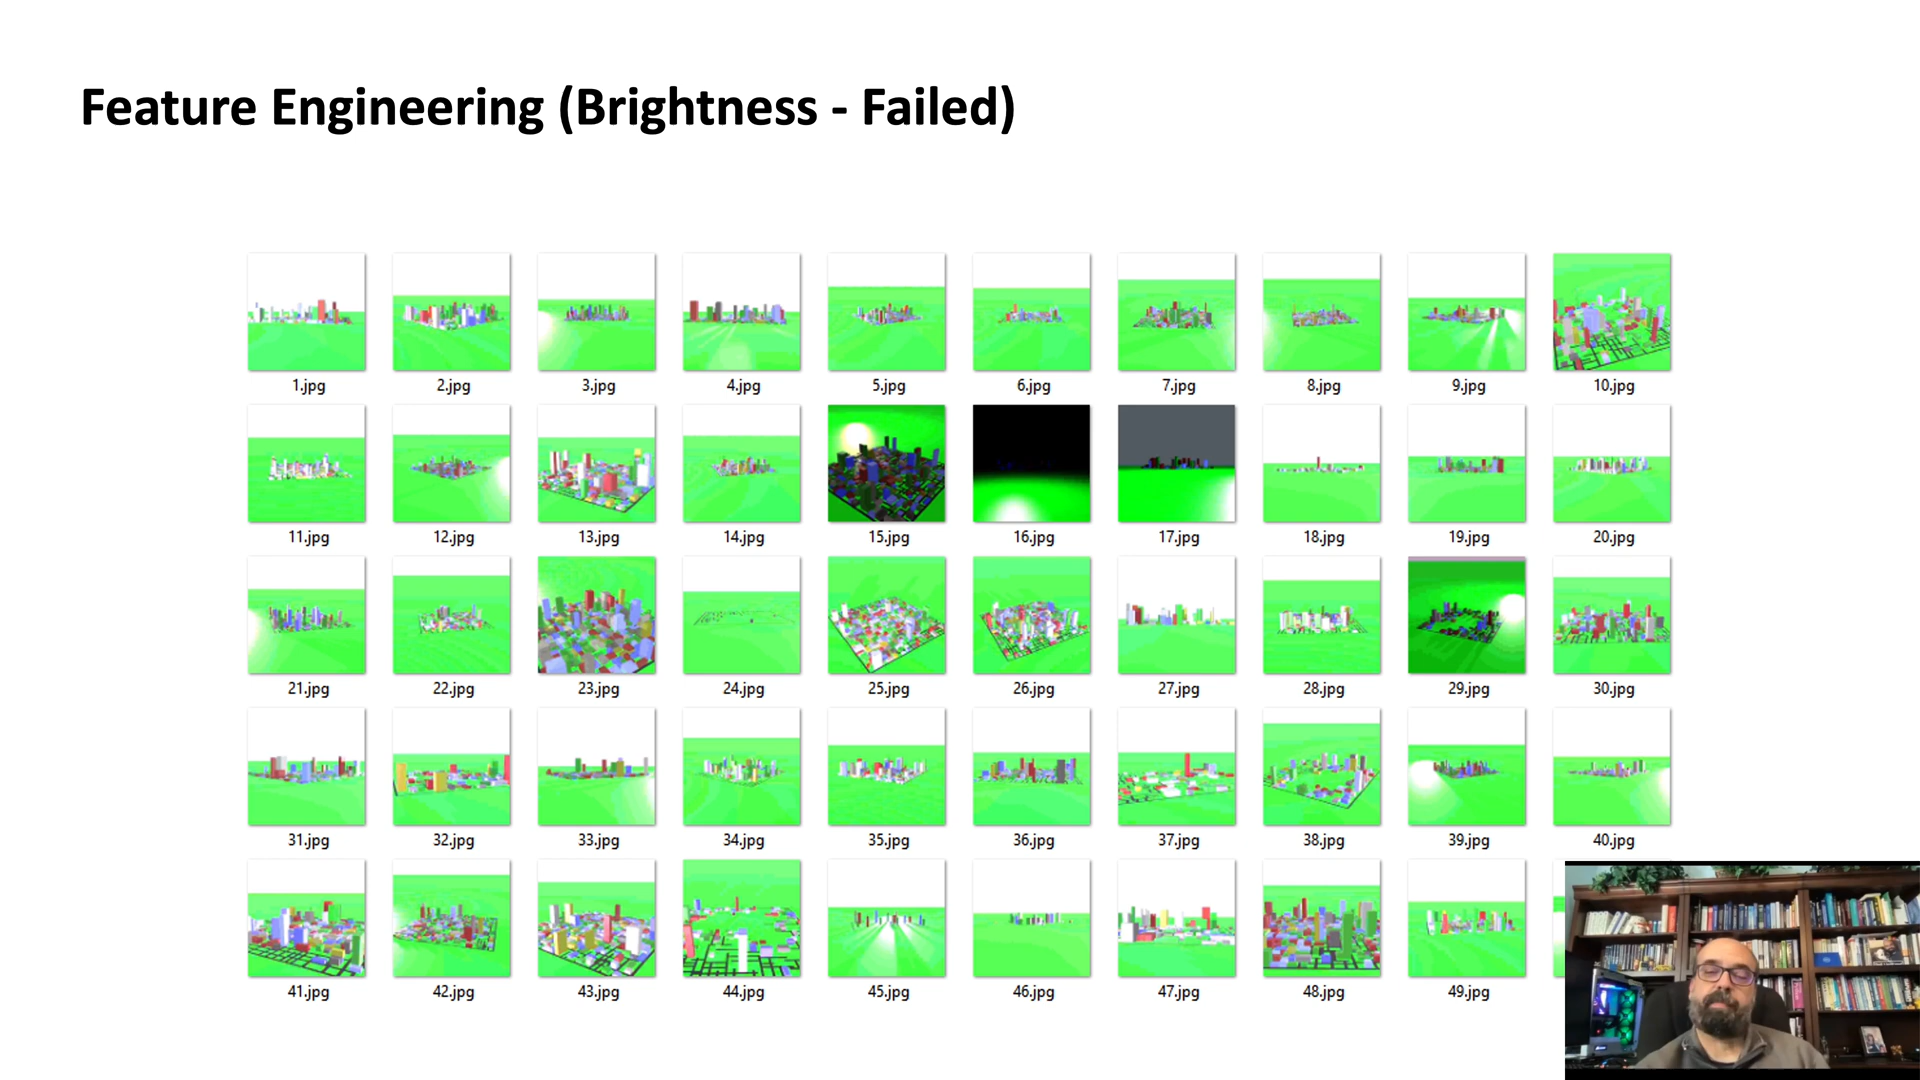 Feature Engineering (Brightness - Failed)
1.jpg 2.jpg 3.jpg 4.jpg 5.jpg 6.jpg 7.jpg 8.jpg 9.jpg 10.jpg
11.jpg 12.jpg 13.jpg 14.jpg 15.jpg 16.jpg 17.jpg 18.jpg 19.jpg 20.jpg
21.jpg 22.jpg 23.jpg 24.jpg 25.jpg 26.jpg 27.jpg 28.jpg 29.jpg 30.jpg
31.jpg 32.jpg 33.jpg 34.jpg 35.jpg 36.jpg 37.jpg 38.jpg 39.jpg 40.jpg
41.jpg 42.jpg 43.jpg 44.jpg 45.jpg 46.jpg 47.jpg 48.jpg 49.jpg